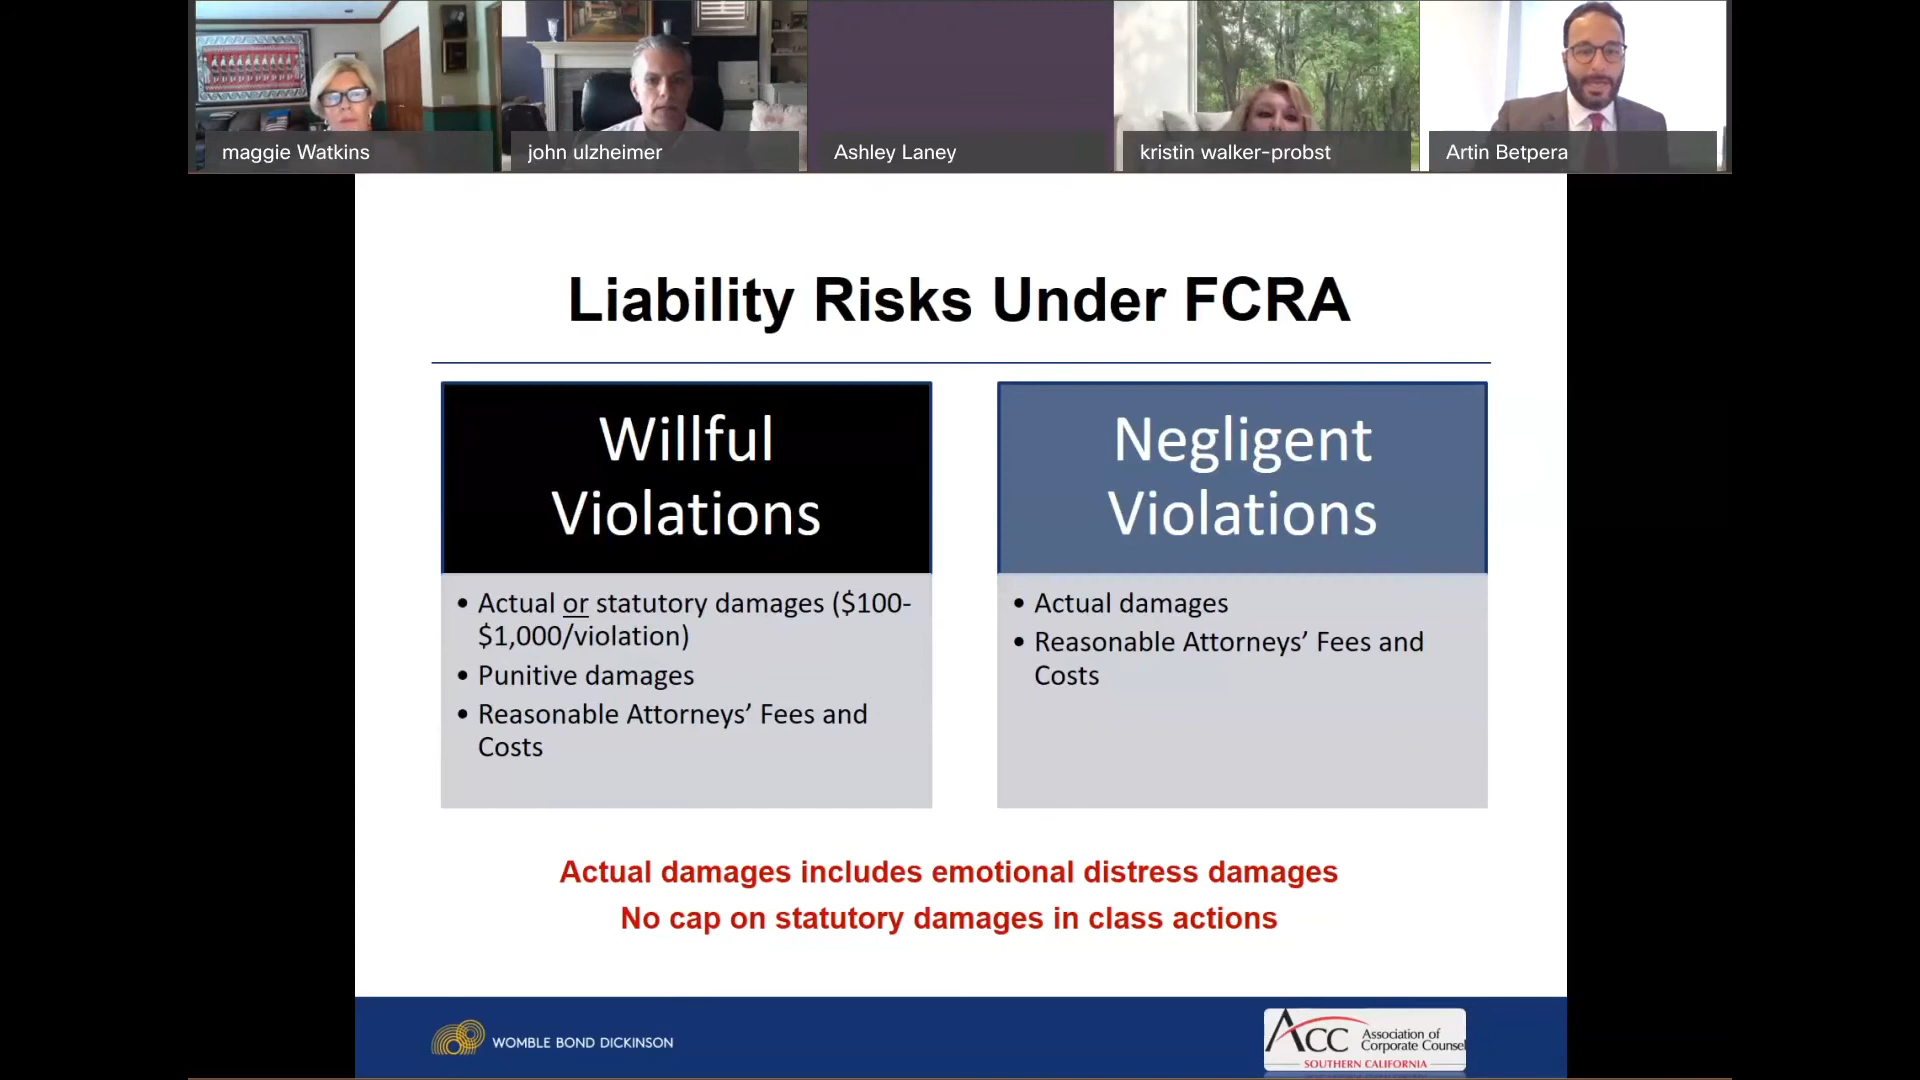 maggie Watkins
john ulzheimer
Ashley Laney
kristin walker-probst
Artin Betpera
Liability Risks Under FCRA
Willful
Violations
• Actual or statutory damages ($100-
$1,000/violation)
• Punitive damages
• Reasonable Attorneys’ Fees and
Costs
Negligent
Violations
• Actual damages
• Reasonable Attorneys’ Fees and
Costs
Actual damages includes emotional distress damages
No cap on statutory damages in class actions
WOMBLE BOND DICKINSON
ACC
Association of
Corporate Counsel
SOUTHERN CALIFORNIA